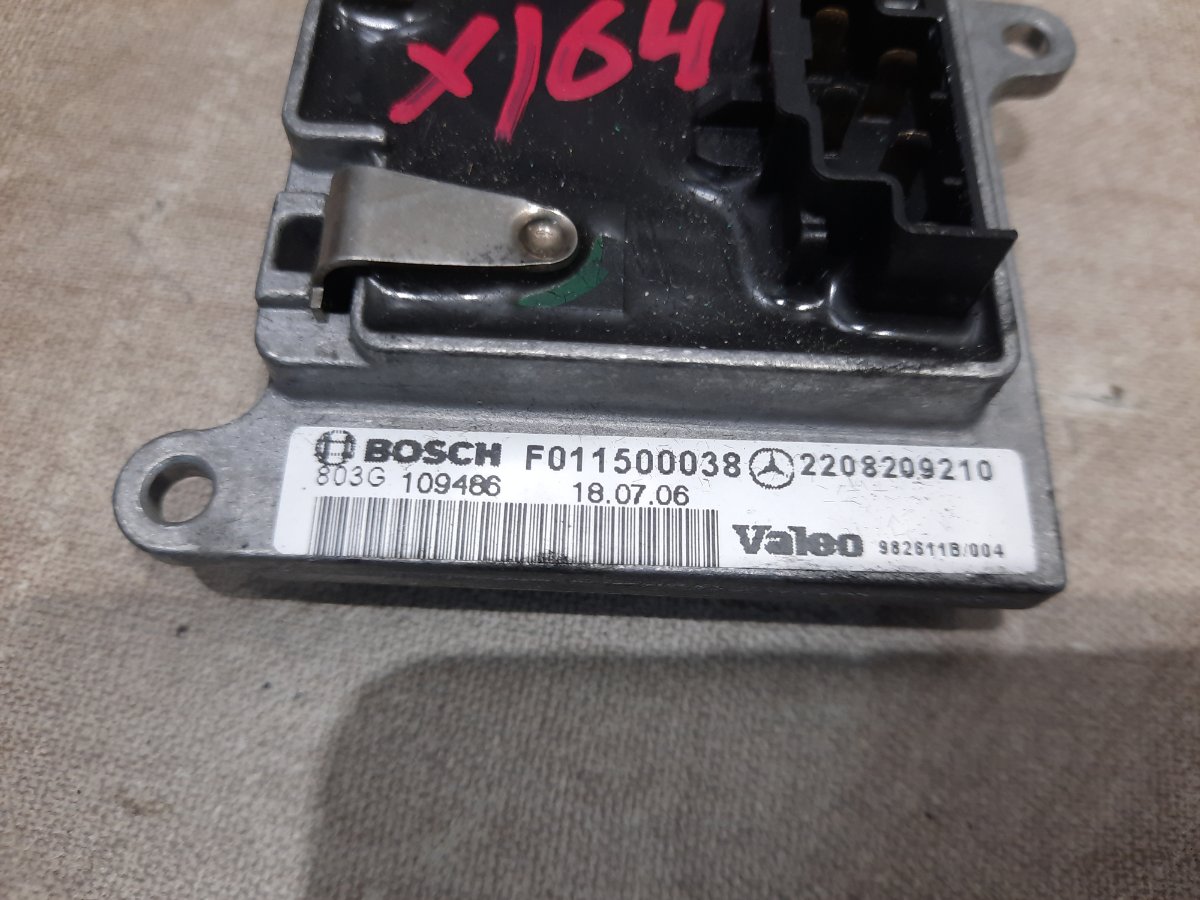 X164
BOSCH F011500038 2208209210
803G 109486 18.07.06
Valeo 982611B/004